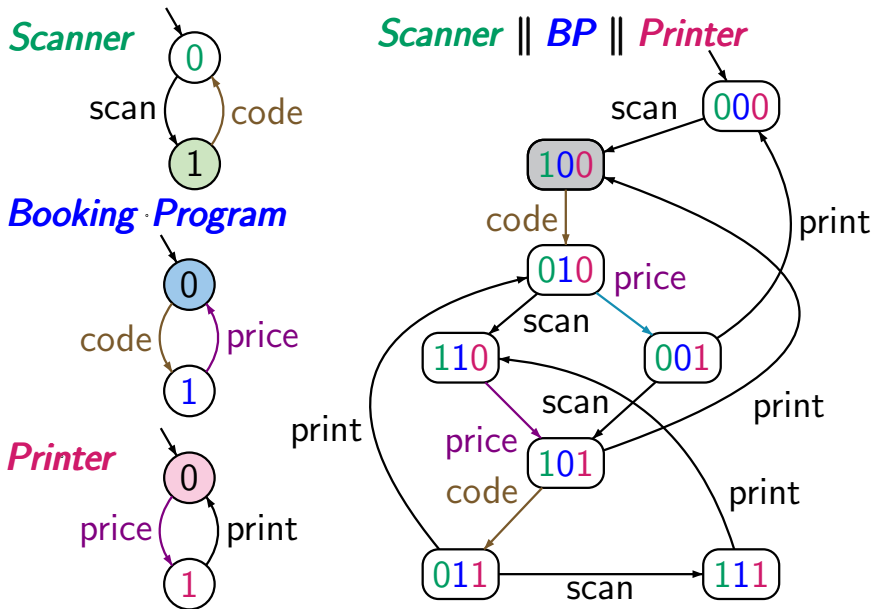 Scanner
0
scan
code
1
Booking Program
0
code
price
1
Printer
0
price
print
1
Scanner || BP || Printer
000
scan
100
print
code
010
price
scan
110
001
scan
print
print
price
101
code
print
011
scan
111